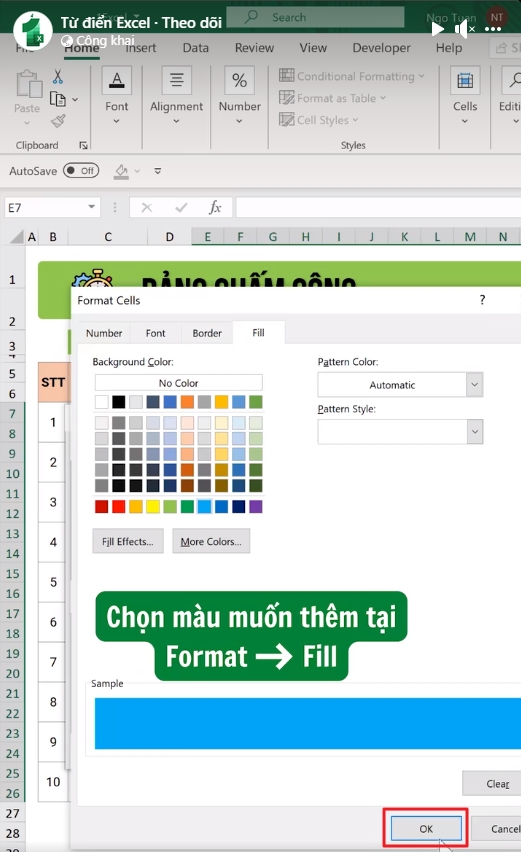 Từ điển Excel · Theo dõi
Công khai
Search
Ngo Tuan
NT
Home
Insert
Data
Review
View
Developer
Help
Paste
Font
Alignment
Number
Conditional Formatting
Format as Table
Cell Styles
Cells
Clipboard
Styles
AutoSave Off
E7
fx
A B C D E F G H I J K L M N
BẢNG CHẤM CÔNG
1
2
3
4
5
6
7
8
9
10
11
12
13
14
15
16
17
18
19
20
21
22
23
24
25
26
27
28
STT
1
2
3
4
5
6
7
8
9
10
Format Cells
?
Number
Font
Border
Fill
Background Color:
No Color
Pattern Color:
Automatic
Pattern Style:
Fill Effects...
More Colors...
Chọn màu muốn thêm tại
Format → Fill
Sample
Clear
OK
Cancel